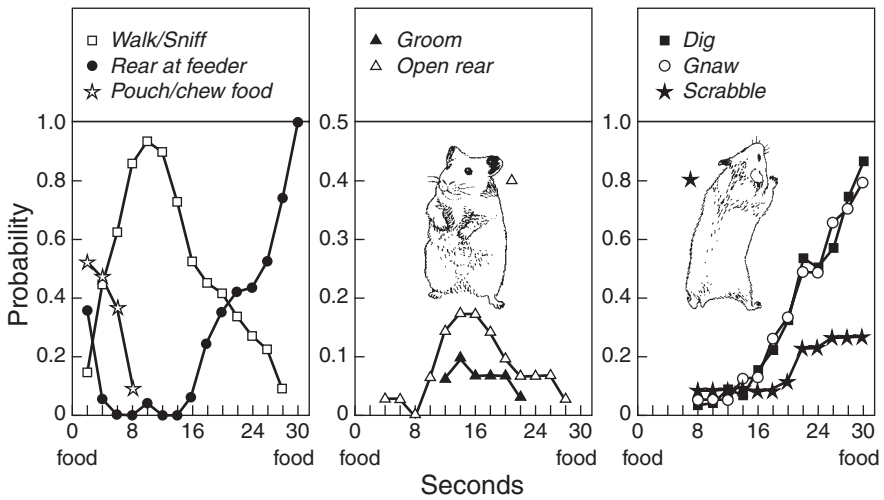 Walk/Sniff
Rear at feeder
Pouch/chew food
Groom
Open rear
Dig
Gnaw
Scrabble
Probability
1.0
0.8
0.6
0.4
0.2
0
0.5
0.4
0.3
0.2
0.1
0
1.0
0.8
0.6
0.4
0.2
0
0 8 16 24 30
food food
0 8 16 24 30
food food
0 8 16 24 30
food food
Seconds